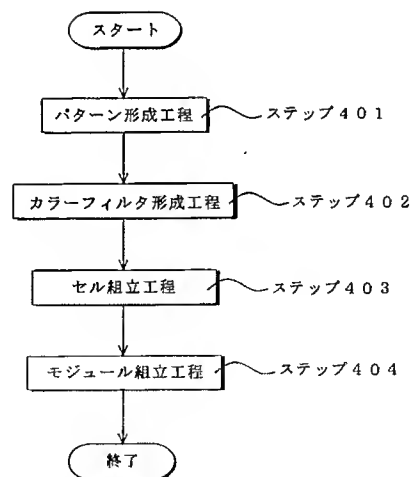 スタート
パターン形成工程 ステップ401
カラーフィルタ形成工程 ステップ402
セル組立工程 ステップ403
モジュール組立工程 ステップ404
終了